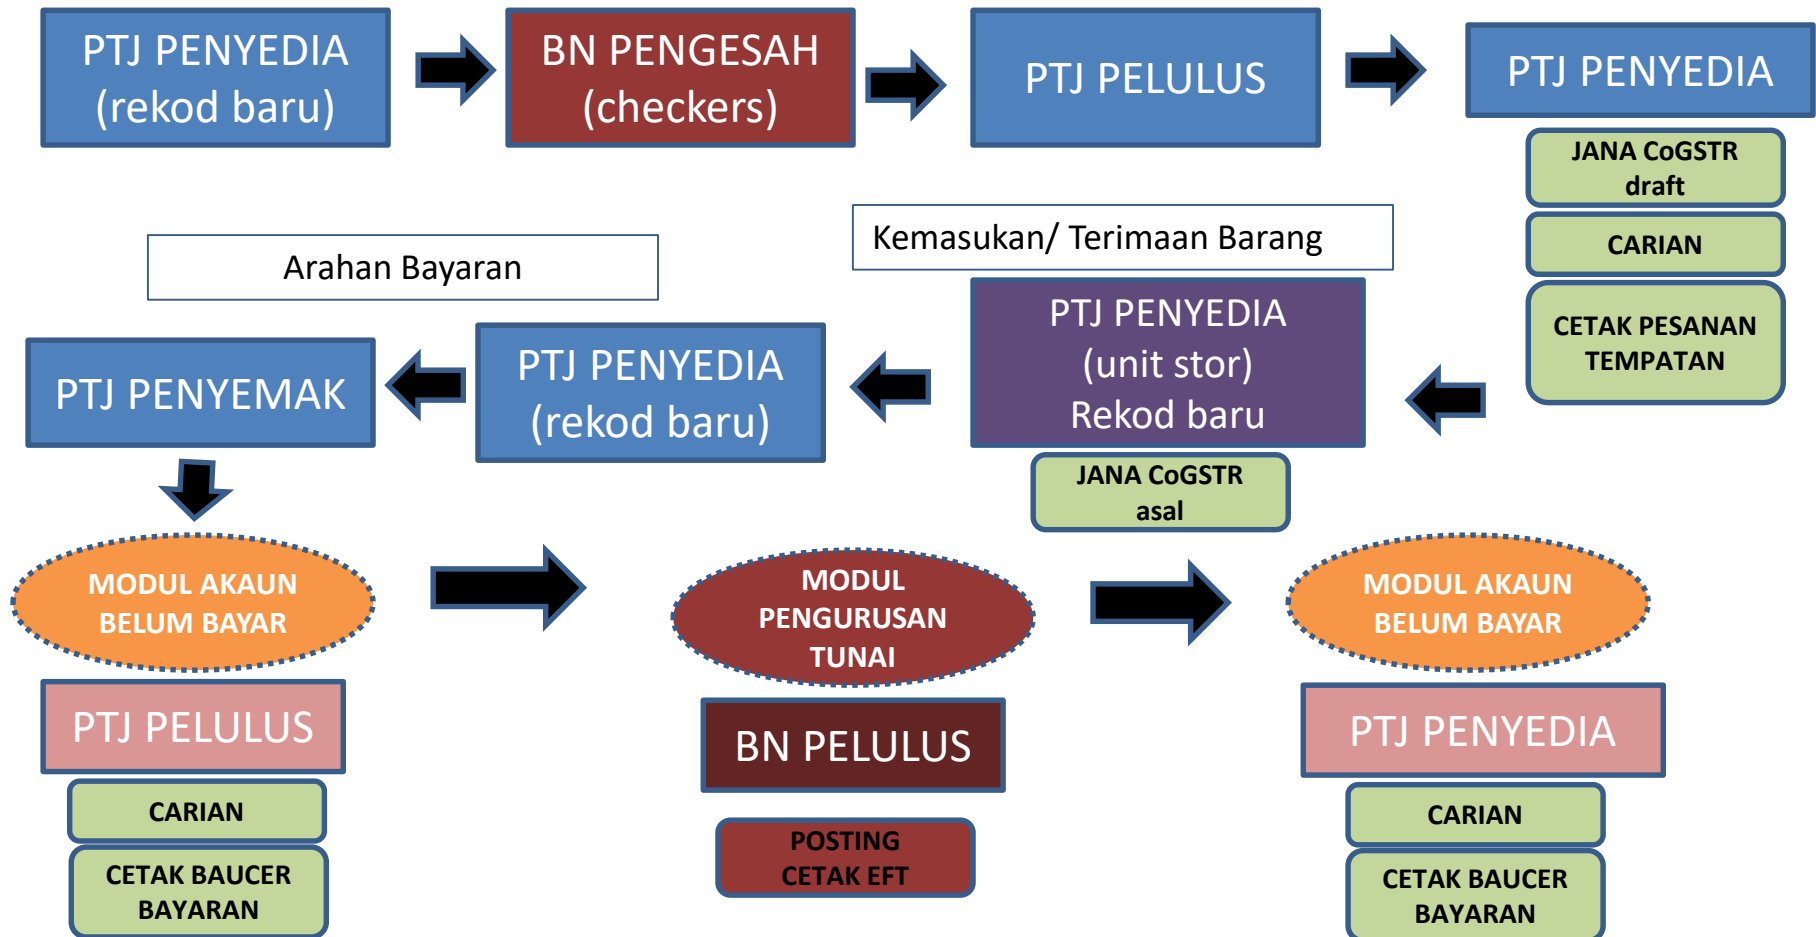 PTJ PENYEDIA
(rekod baru)
BN PENGESAH
(checkers)
PTJ PELULUS
PTJ PENYEDIA
JANA CoGSTR
draft
CARIAN
CETAK PESANAN
TEMPATAN
Kemasukan/ Terimaan Barang
PTJ PENYEDIA
(unit stor)
Rekod baru
JANA CoGSTR
asal
Arahan Bayaran
PTJ PENYEDIA
(rekod baru)
PTJ PENYEMAK
MODUL AKAUN
BELUM BAYAR
PTJ PELULUS
CARIAN
CETAK BAUCER
BAYARAN
MODUL
PENGURUSAN
TUNAI
BN PELULUS
POSTING
CETAK EFT
MODUL AKAUN
BELUM BAYAR
PTJ PENYEDIA
CARIAN
CETAK BAUCER
BAYARAN